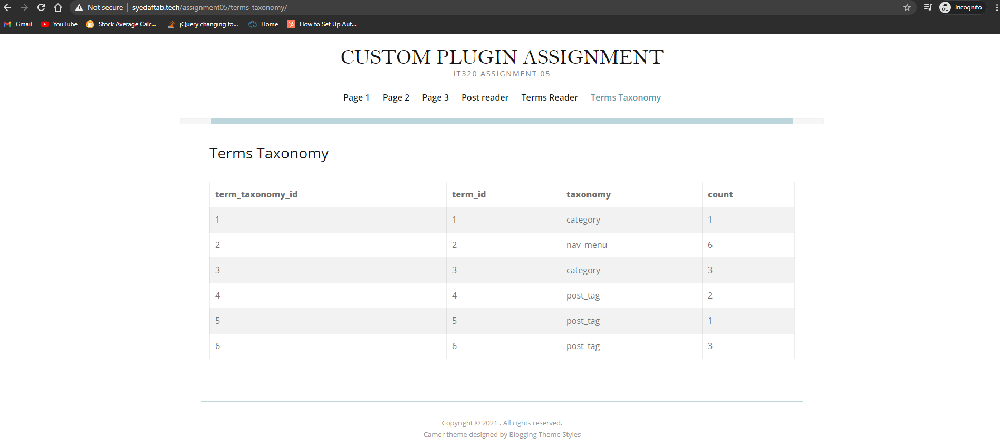 Not secure syedaftab.tech/assignment05/terms-taxonomy/ Incognito
Gmail YouTube Stock Average Calc... jQuery changing fo... Home How to Set Up Aut...
CUSTOM PLUGIN ASSIGNMENT
IT320 ASSIGNMENT 05
Page 1 Page 2 Page 3 Post reader Terms Reader Terms Taxonomy
Terms Taxonomy
term_taxonomy_id term_id taxonomy count
1 1 category 1
2 2 nav_menu 6
3 3 category 3
4 4 post_tag 2
5 5 post_tag 1
6 6 post_tag 3
Copyright © 2021 . All rights reserved.
Camer theme designed by Blogging Theme Styles